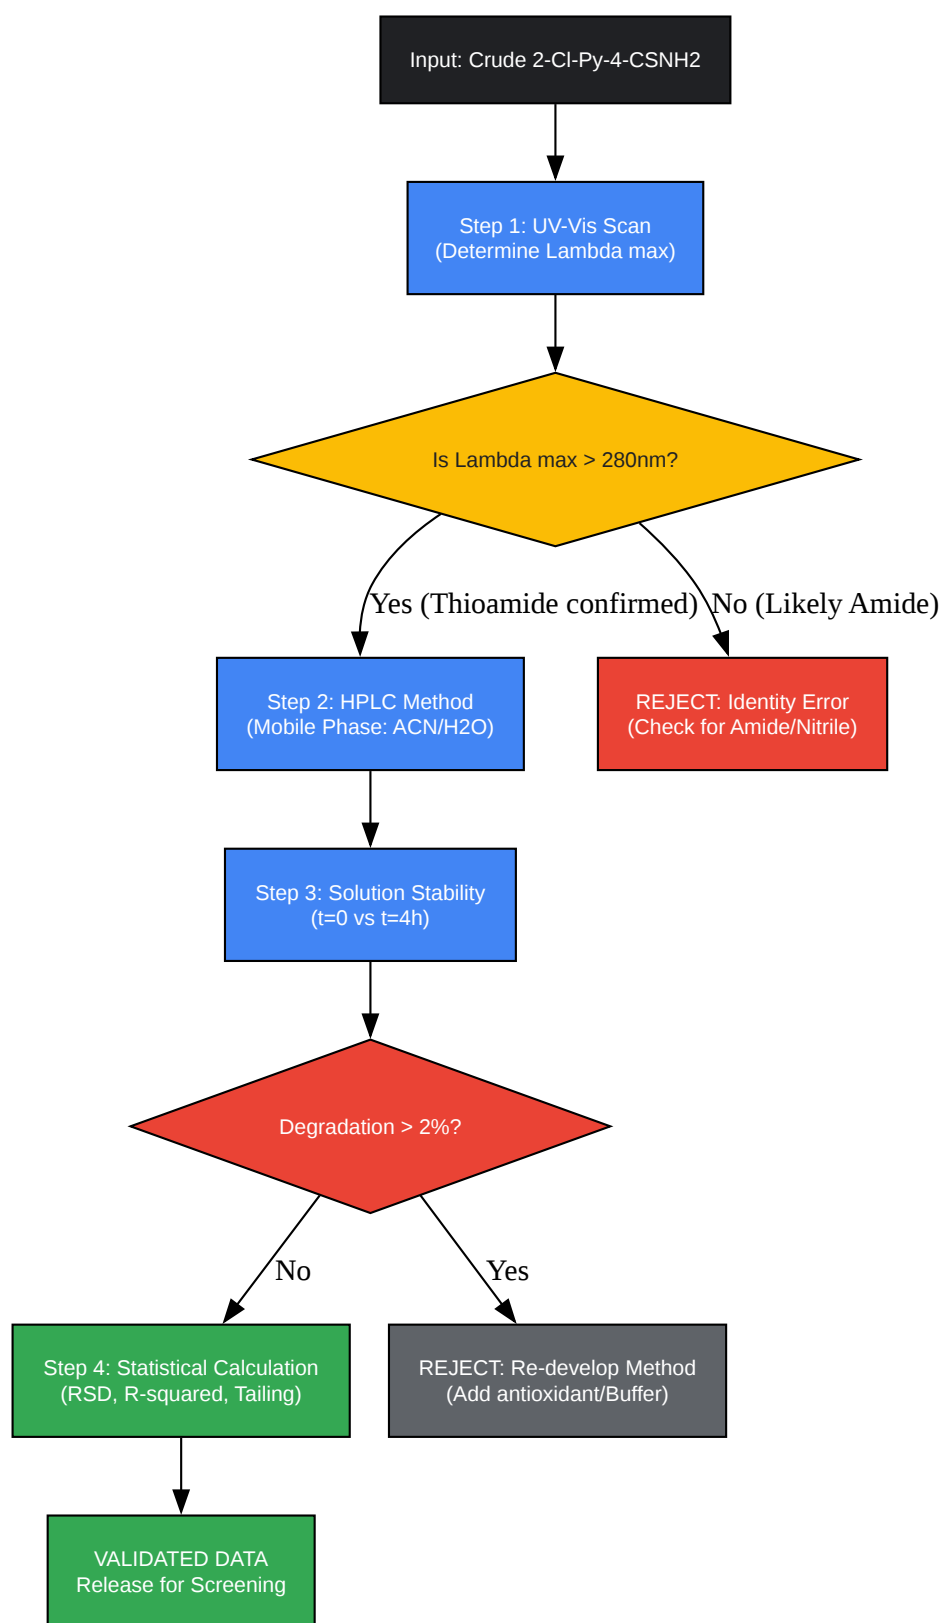 Input: Crude 2-Cl-Py-4-CSNH2
Step 1: UV-Vis Scan
(Determine Lambda max)
Is Lambda max > 280nm?
Yes (Thioamide confirmed)
No (Likely Amide)
Step 2: HPLC Method
(Mobile Phase: ACN/H2O)
REJECT: Identity Error
(Check for Amide/Nitrile)
Step 3: Solution Stability
(t=0 vs t=4h)
Degradation > 2%?
No
Yes
Step 4: Statistical Calculation
(RSD, R-squared, Tailing)
REJECT: Re-develop Method
(Add antioxidant/Buffer)
VALIDATED DATA
Release for Screening